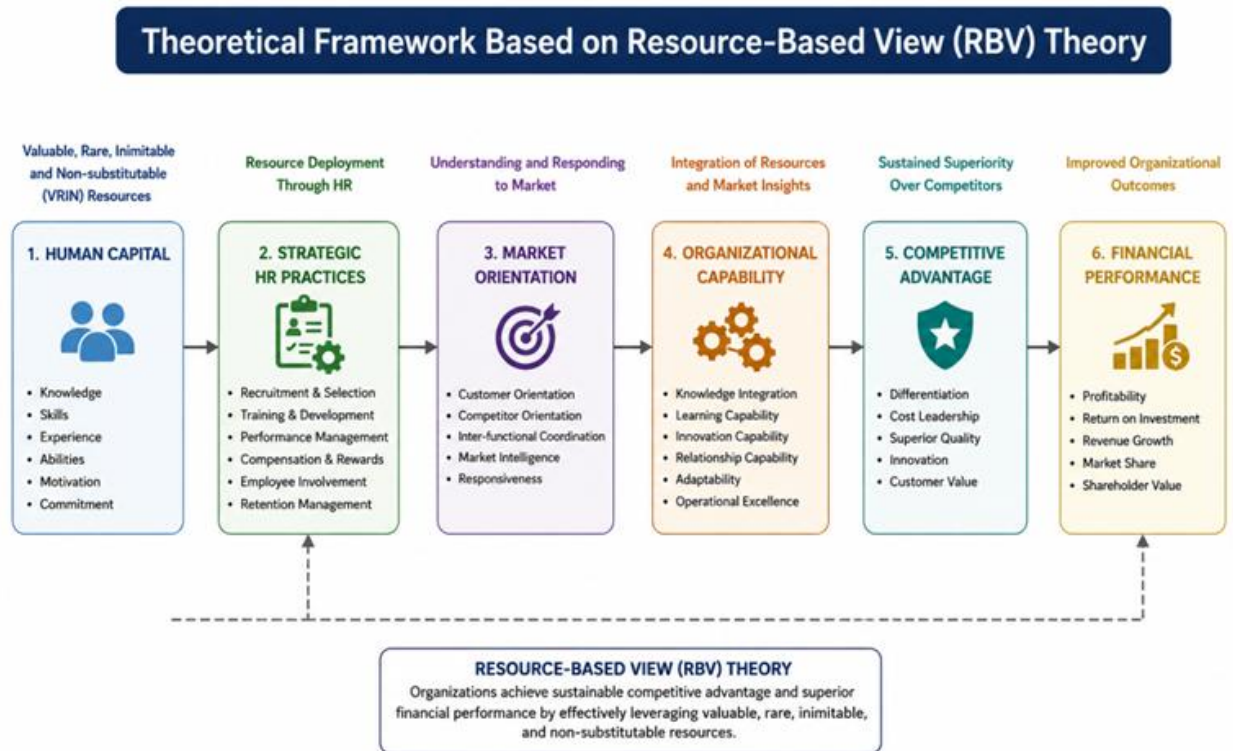 Theoretical Framework Based on Resource-Based View (RBV) Theory
Valuable, Rare, Inimitable
and Non-substitutable
(VRIN) Resources
1. HUMAN CAPITAL
• Knowledge
• Skills
• Experience
• Abilities
• Motivation
• Commitment
Resource Deployment
Through HR
2. STRATEGIC
HR PRACTICES
• Recruitment & Selection
• Training & Development
• Performance Management
• Compensation & Rewards
• Employee Involvement
• Retention Management
Understanding and Responding
to Market
3. MARKET
ORIENTATION
• Customer Orientation
• Competitor Orientation
• Inter-functional Coordination
• Market Intelligence
• Responsiveness
Integration of Resources
and Market Insights
4. ORGANIZATIONAL
CAPABILITY
• Knowledge Integration
• Learning Capability
• Innovation Capability
• Relationship Capability
• Adaptability
• Operational Excellence
Sustained Superiority
Over Competitors
5. COMPETITIVE
ADVANTAGE
• Differentiation
• Cost Leadership
• Superior Quality
• Innovation
• Customer Value
Improved Organizational
Outcomes
6. FINANCIAL
PERFORMANCE
$
• Profitability
• Return on Investment
• Revenue Growth
• Market Share
• Shareholder Value
RESOURCE-BASED VIEW (RBV) THEORY
Organizations achieve sustainable competitive advantage and superior
financial performance by effectively leveraging valuable, rare, inimitable,
and non-substitutable resources.